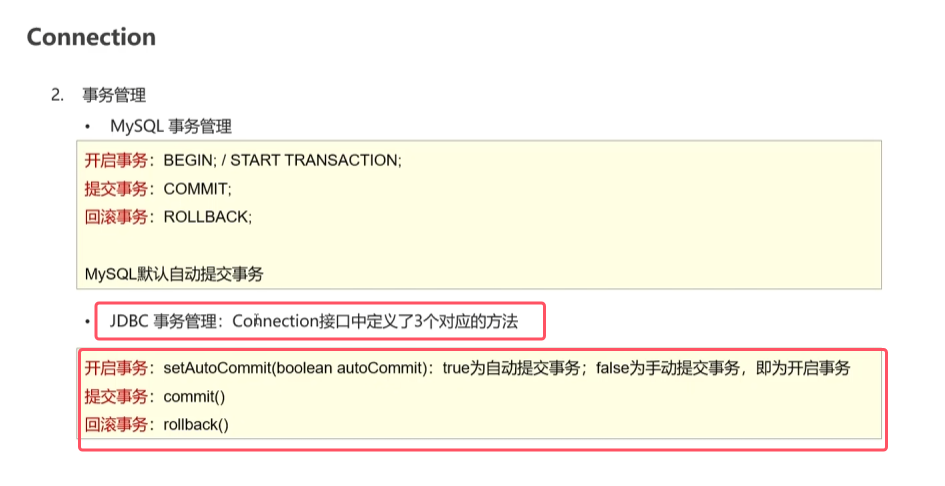 Connection
2. 事务管理
• MySQL 事务管理
开启事务：BEGIN; / START TRANSACTION;
提交事务：COMMIT;
回滚事务：ROLLBACK;
MySQL默认自动提交事务
• JDBC 事务管理：Connection接口中定义了3个对应的方法
开启事务：setAutoCommit(boolean autoCommit)：true为自动提交事务；false为手动提交事务，即为开启事务
提交事务：commit()
回滚事务：rollback()